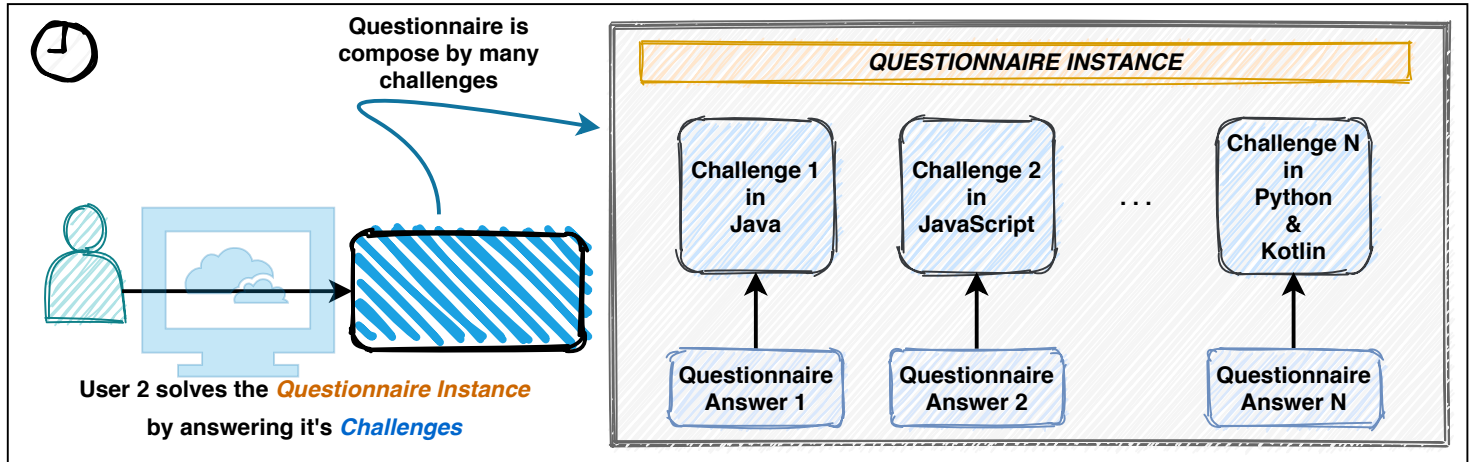 Questionnaire is
compose by many
challenges
User 2 solves the Questionnaire Instance
by answering it's Challenges
QUESTIONNAIRE INSTANCE
Challenge 1
in
Java
Challenge 2
in
JavaScript
. . .
Challenge N
in
Python
&
Kotlin
Questionnaire
Answer 1
Questionnaire
Answer 2
Questionnaire
Answer N